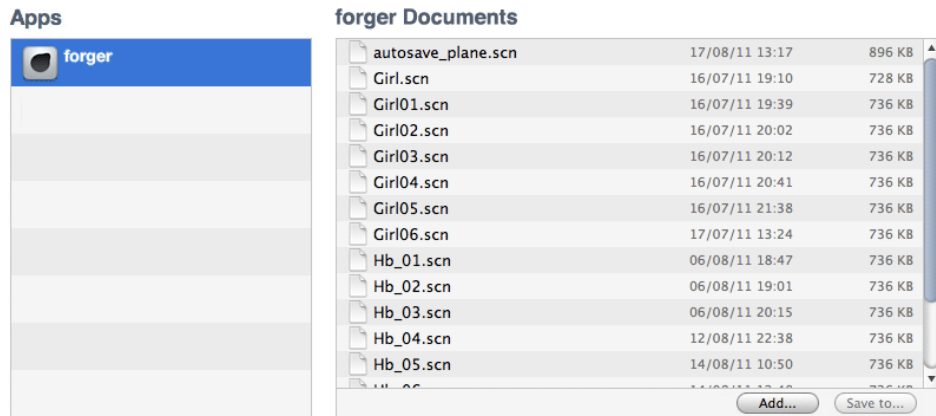 Apps
forger Documents
forger
autosave_plane.scn 17/08/11 13:17 896 KB
Girl.scn 16/07/11 19:10 728 KB
Girl01.scn 16/07/11 19:39 736 KB
Girl02.scn 16/07/11 20:02 736 KB
Girl03.scn 16/07/11 20:12 736 KB
Girl04.scn 16/07/11 20:41 736 KB
Girl05.scn 16/07/11 21:38 736 KB
Girl06.scn 17/07/11 13:24 736 KB
Hb_01.scn 06/08/11 18:47 736 KB
Hb_02.scn 06/08/11 19:01 736 KB
Hb_03.scn 06/08/11 20:15 736 KB
Hb_04.scn 12/08/11 22:38 736 KB
Hb_05.scn 14/08/11 10:50 736 KB
Add... Save to...